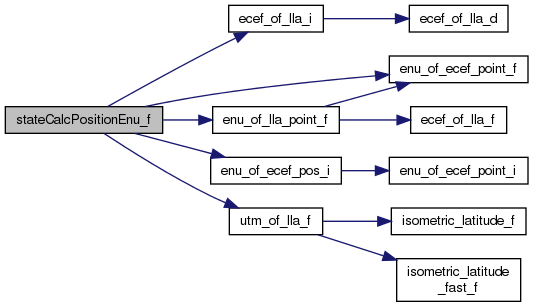 ecef_of_lla_i
ecef_of_lla_d
enu_of_ecef_point_f
stateCalcPositionEnu_f
enu_of_lla_point_f
ecef_of_lla_f
enu_of_ecef_pos_i
enu_of_ecef_point_i
utm_of_lla_f
isometric_latitude_f
isometric_latitude
_fast_f